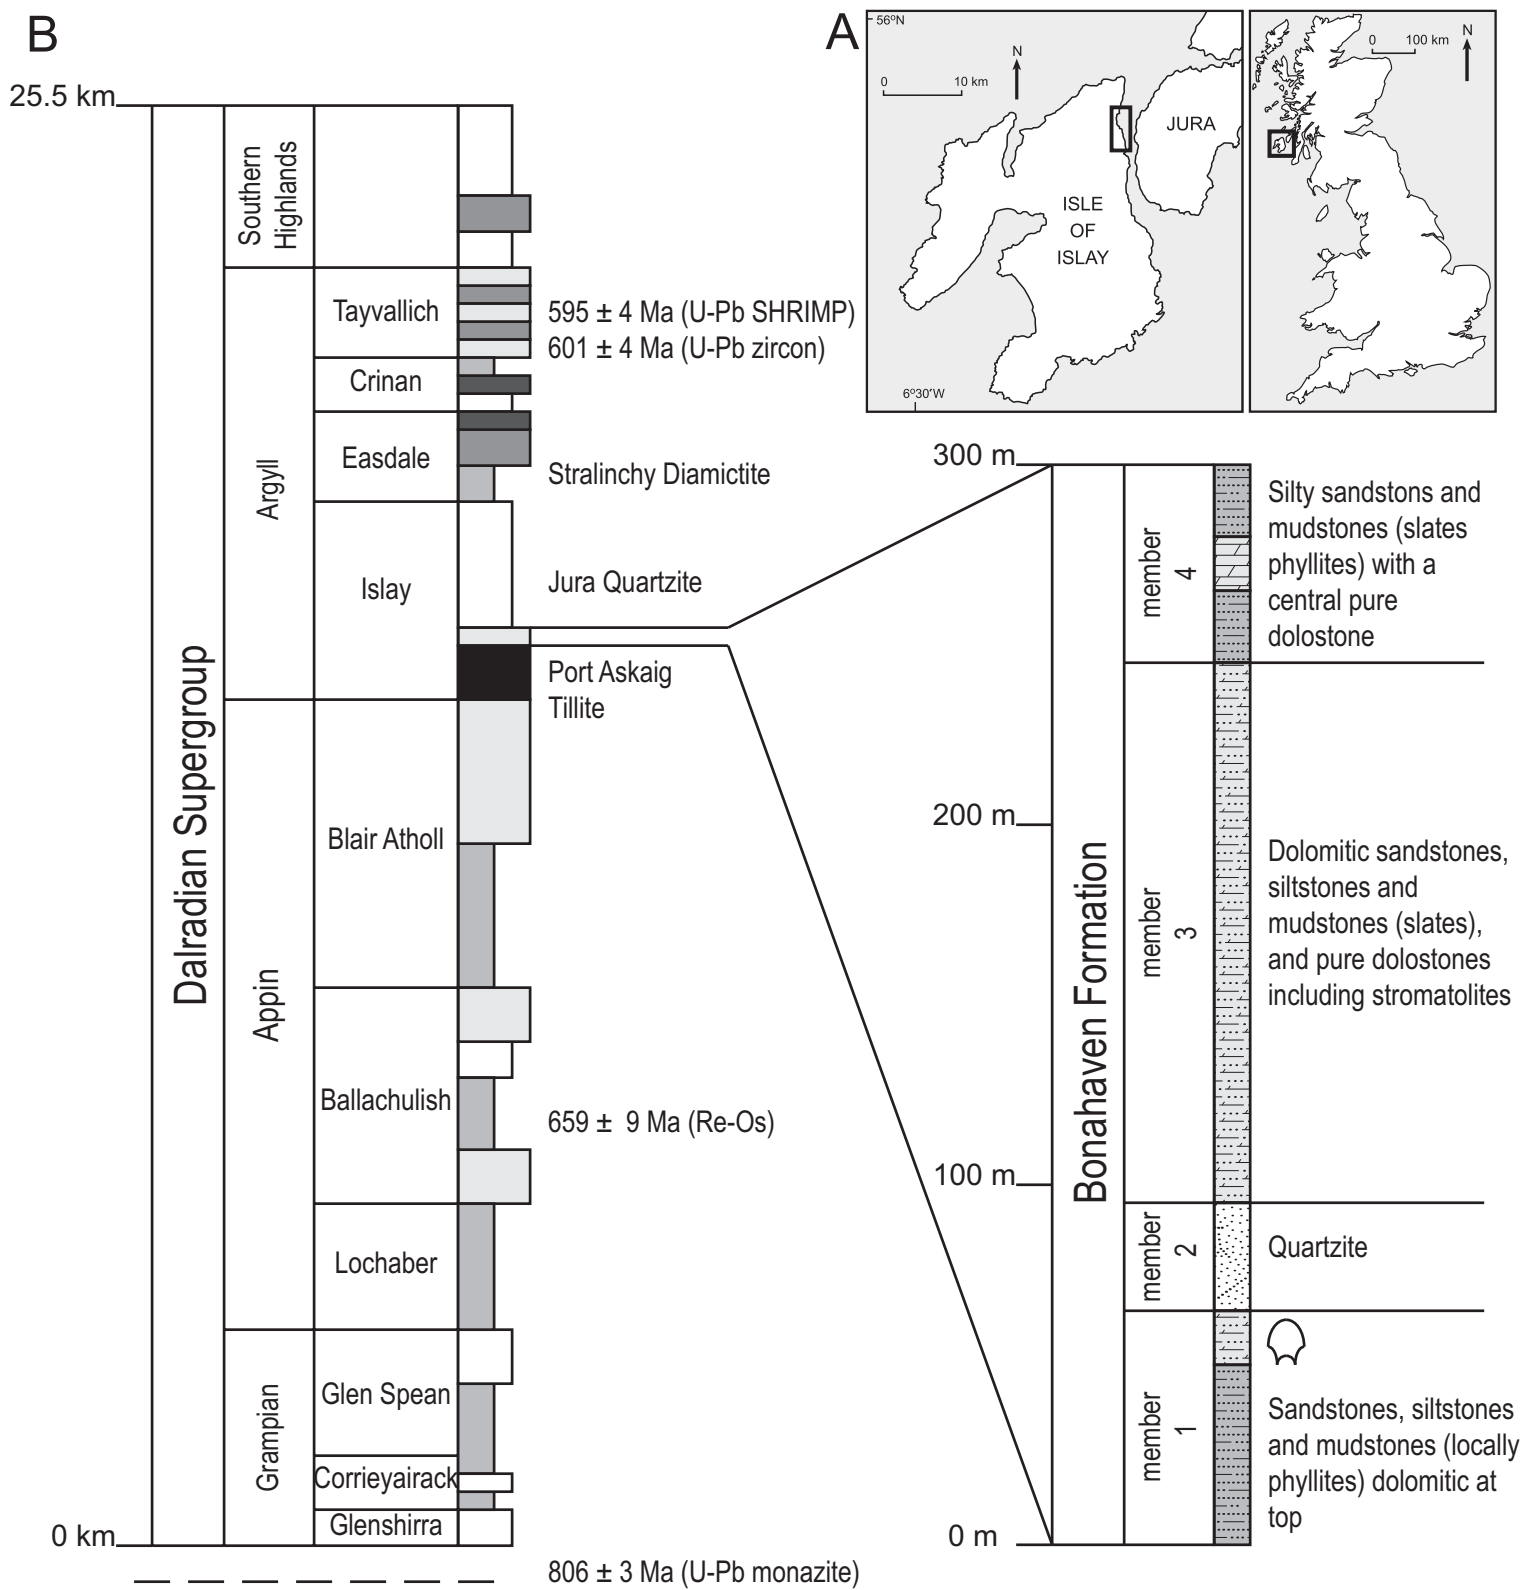 B
25.5 km
0 km
Dalradian Supergroup
Southern
Highlands
Argyll
Appin
Grampian
Tayvallich
Crinan
Easdale
Islay
Blair Atholl
Ballachulish
Lochaber
Glen Spean
Corrieyairack
Glenshirra
595 ± 4 Ma (U-Pb SHRIMP)
601 ± 4 Ma (U-Pb zircon)
Stralinchy Diamictite
Jura Quartzite
Port Askaig
Tillite
659 ± 9 Ma (Re-Os)
806 ± 3 Ma (U-Pb monazite)
A
56°N
N
0 10 km
JURA
ISLE
OF
ISLAY
6°30'W
0 100 km
N
300 m
200 m
100 m
0 m
Bonahaven Formation
member
4
Silty sandstons and
mudstones (slates
phyllites) with a
central pure
dolostone
member
3
Dolomitic sandstones,
siltstones and
mudstones (slates),
and pure dolostones
including stromatolites
member
2
Quartzite
member
1
Sandstones, siltstones
and mudstones (locally
phyllites) dolomitic at
top